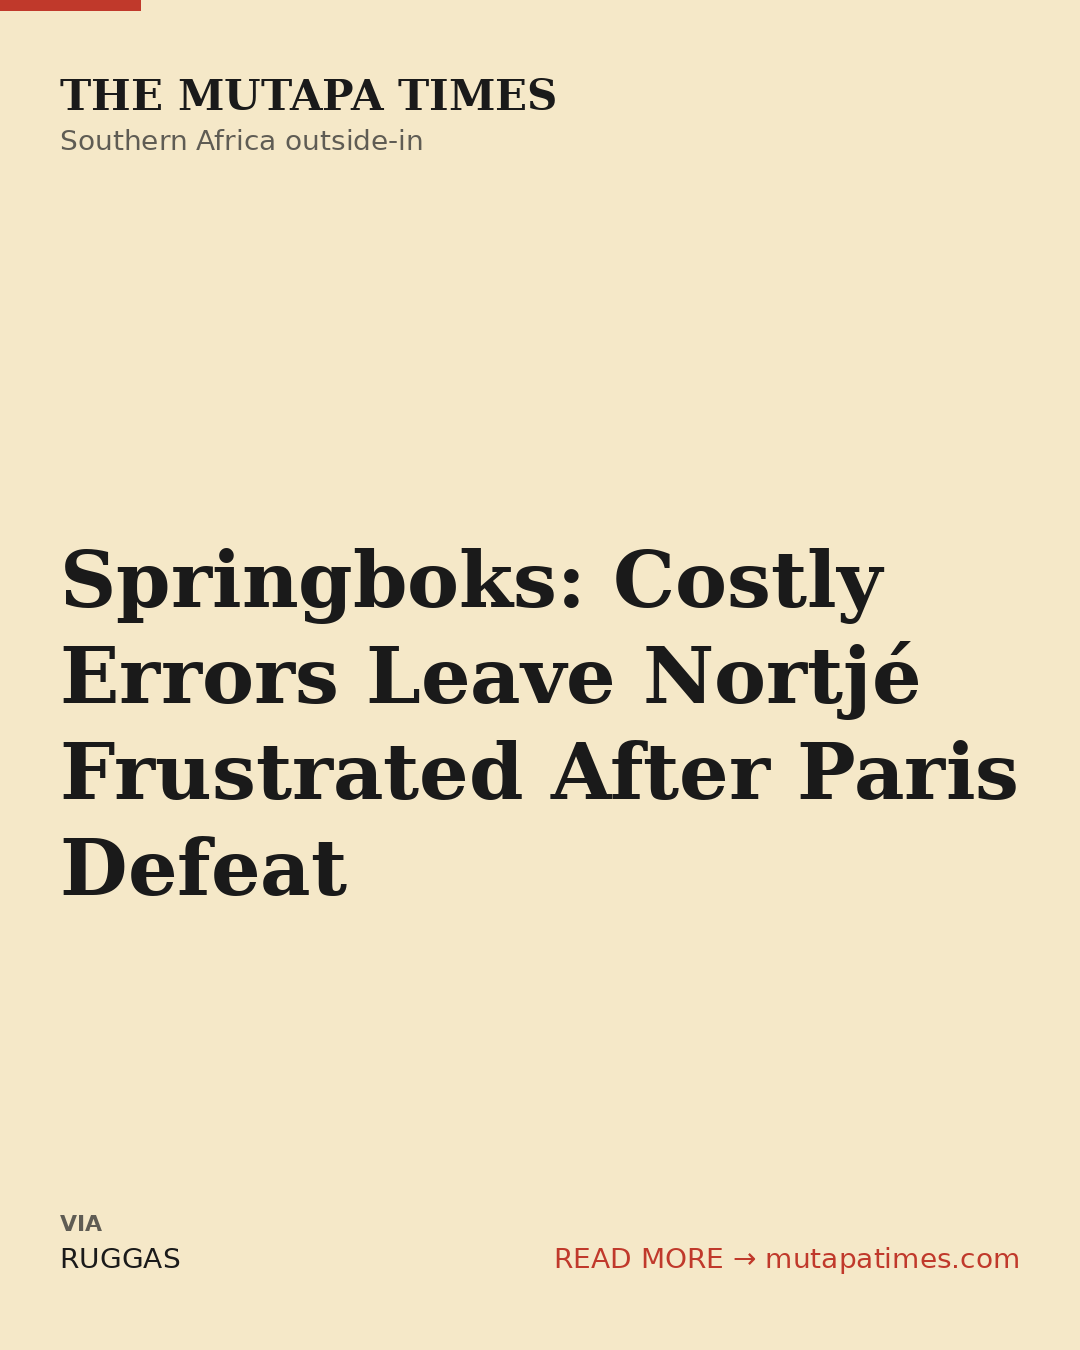 THE MUTAPA TIMES
Southern Africa outside-in
Springboks: Costly
Errors Leave Nortjé
Frustrated After Paris
Defeat
VIA
RUGGAS
READ MORE → mutapatimes.com